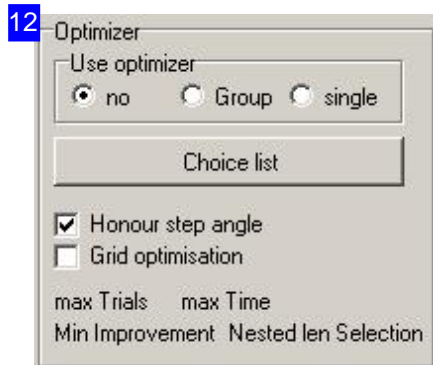 12
Optimizer
Use optimizer
no Group single
Choice list
Honour step angle
Grid optimisation
max Trials max Time
Min Improvement Nested len Selection